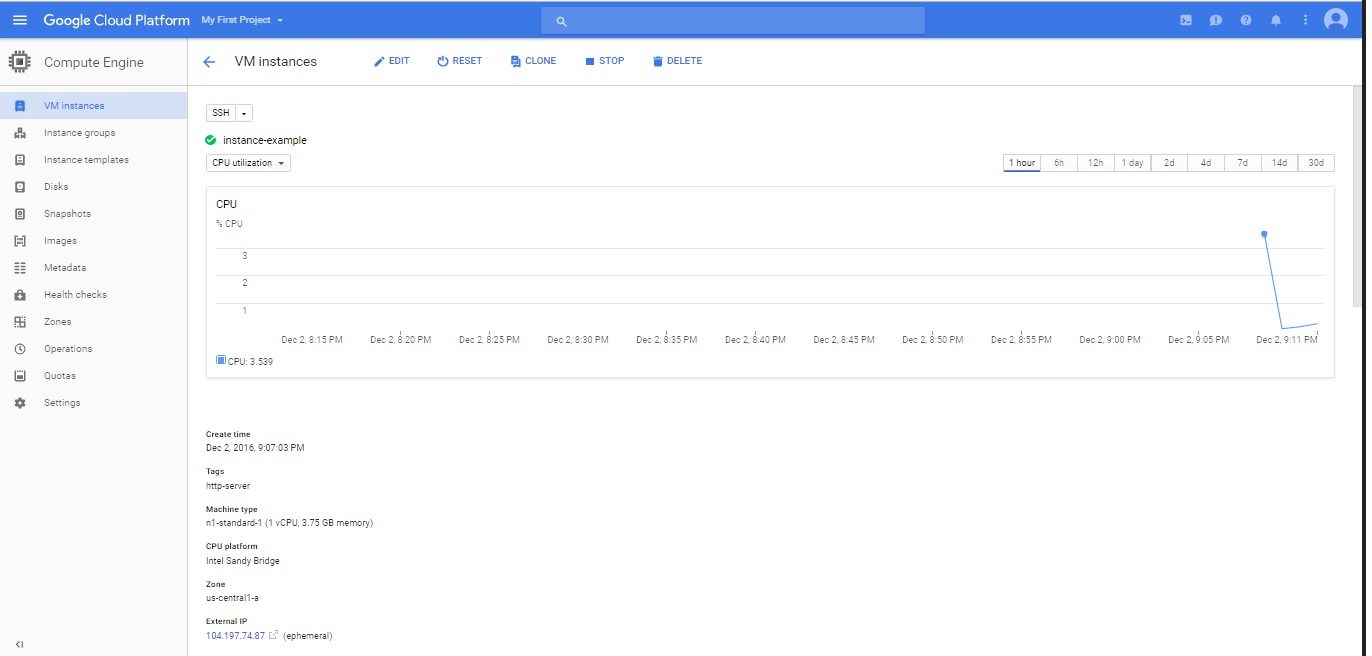 Google Cloud Platform My First Project
Compute Engine
VM instances EDIT RESET CLONE STOP DELETE
VM instances
Instance groups
Instance templates
Disks
Snapshots
Images
Metadata
Health checks
Zones
Operations
Quotas
Settings
SSH
instance-example
CPU utilization
1 hour 6h 12h 1 day 2d 4d 7d 14d 30d
CPU
% CPU
3
2
1
Dec 2, 8:15 PM Dec 2, 8:20 PM Dec 2, 8:25 PM Dec 2, 8:30 PM Dec 2, 8:35 PM Dec 2, 8:40 PM Dec 2, 8:45 PM Dec 2, 8:50 PM Dec 2, 8:55 PM Dec 2, 9:00 PM Dec 2, 9:05 PM Dec 2, 9:11 PM
CPU: 3.539
Create time
Dec 2, 2016, 9:07:03 PM
Tags
http-server
Machine type
n1-standard-1 (1 vCPU, 3.75 GB memory)
CPU platform
Intel Sandy Bridge
Zone
us-central1-a
External IP
104.197.74.87 (ephemeral)